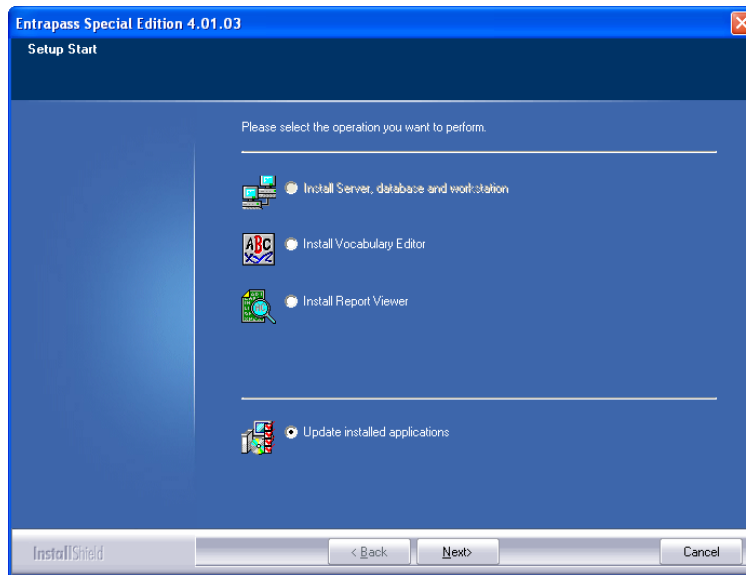 Entrapass Special Edition 4.01.03
Setup Start
Please select the operation you want to perform.
Install Server, database and workstation
ABC
Install Vocabulary Editor
Install Report Viewer
Update installed applications
InstallShield
< Back
Next>
Cancel